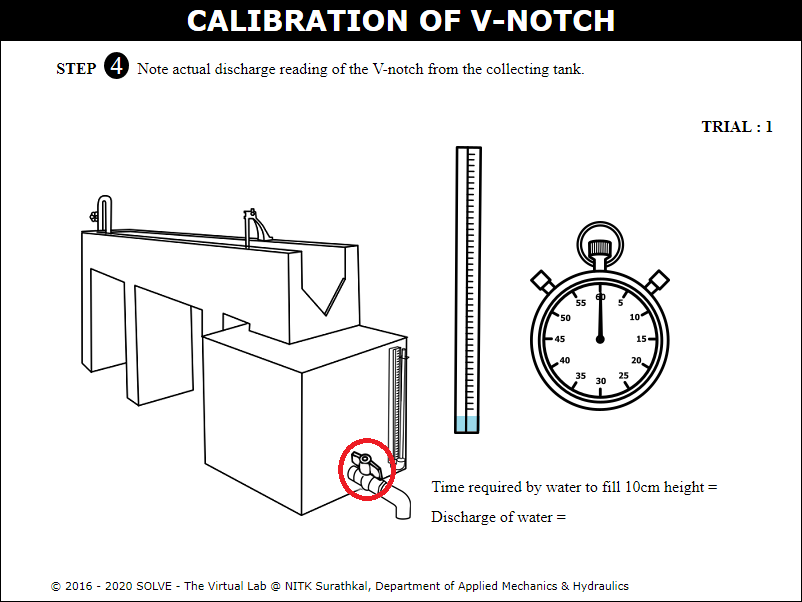 CALIBRATION OF V-NOTCH
STEP 4 Note actual discharge reading of the V-notch from the collecting tank.
TRIAL : 1
60
55 5
50 10
45 15
40 20
35 25
30
Time required by water to fill 10cm height =
Discharge of water =
© 2016 - 2020 SOLVE - The Virtual Lab @ NITK Surathkal, Department of Applied Mechanics & Hydraulics